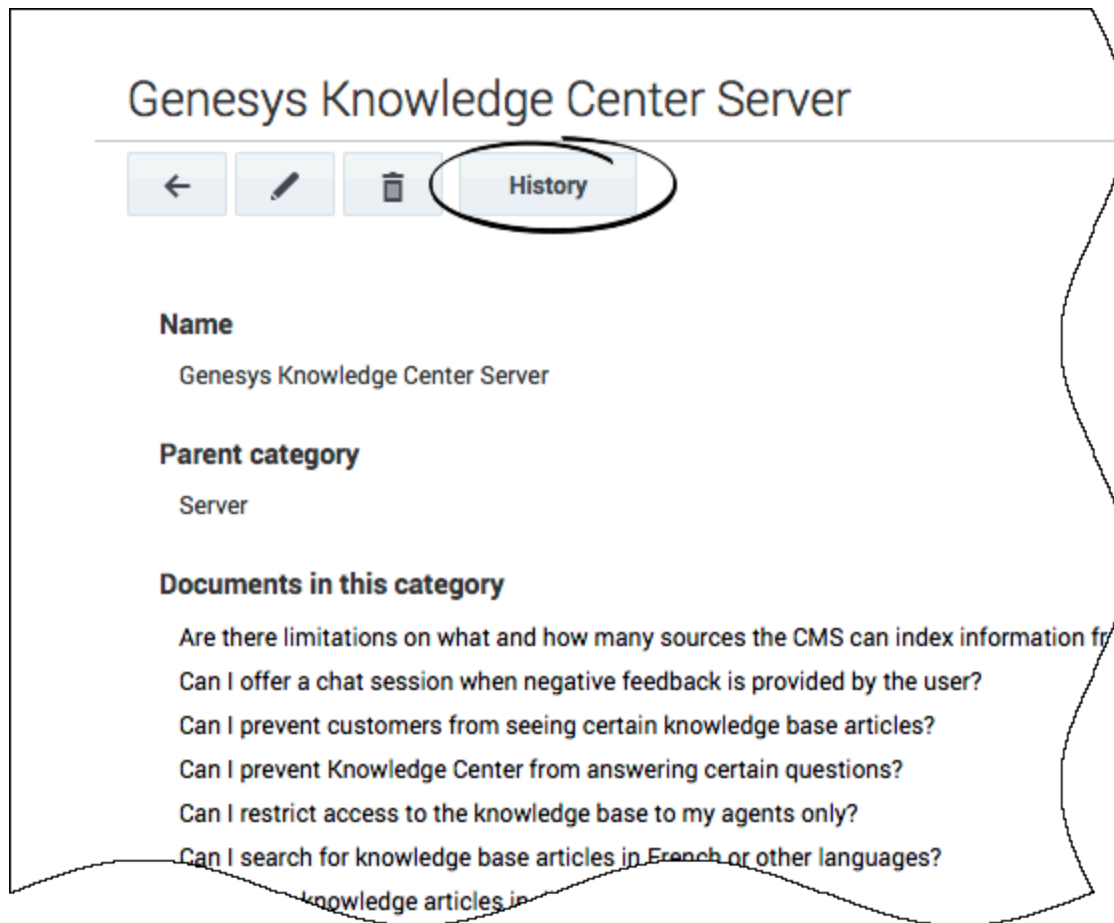 Genesys Knowledge Center Server
History
Name
Genesys Knowledge Center Server
Parent category
Server
Documents in this category
Are there limitations on what and how many sources the CMS can index information
Can I offer a chat session when negative feedback is provided by the user?
Can I prevent customers from seeing certain knowledge base articles?
Can I prevent Knowledge Center from answering certain questions?
Can I restrict access to the knowledge base to my agents only?
Can I search for knowledge base articles in French or other languages?
knowledge articles in